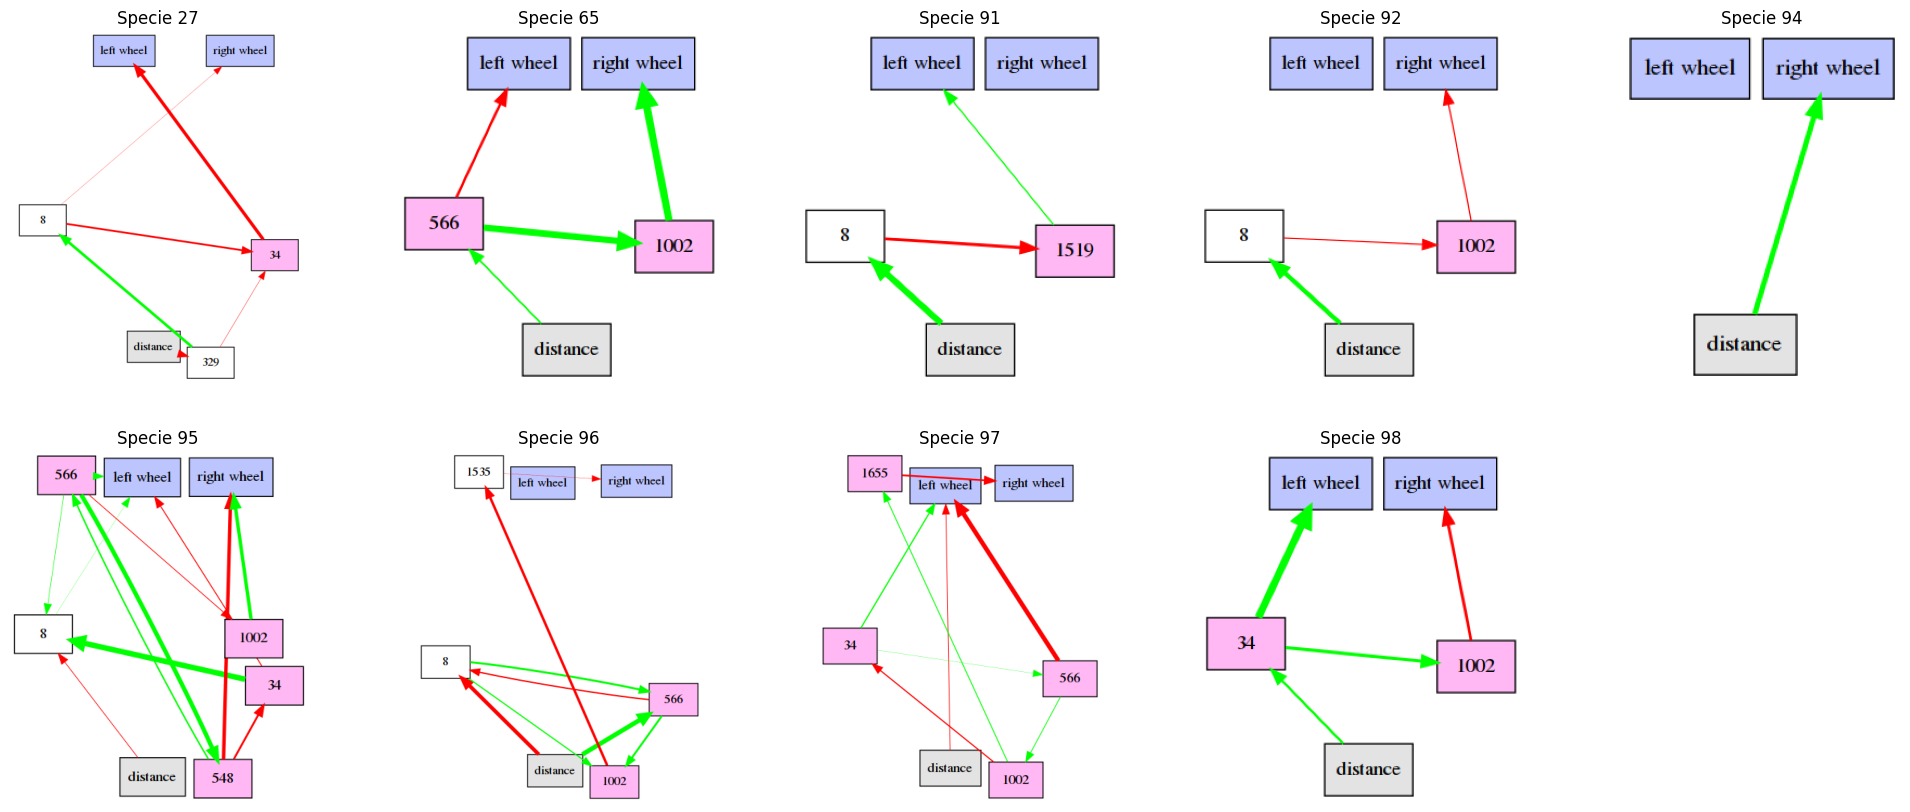 Specie 27
left wheel
right wheel
8
34
distance
329
Specie 65
left wheel
right wheel
566
1002
distance
Specie 91
left wheel
right wheel
8
1519
distance
Specie 92
left wheel
right wheel
8
1002
distance
Specie 94
left wheel
right wheel
distance
Specie 95
566
left wheel
right wheel
8
1002
34
distance
548
Specie 96
1535
left wheel
right wheel
8
566
distance
1002
Specie 97
1655
left wheel
right wheel
34
566
distance
1002
Specie 98
left wheel
right wheel
34
1002
distance